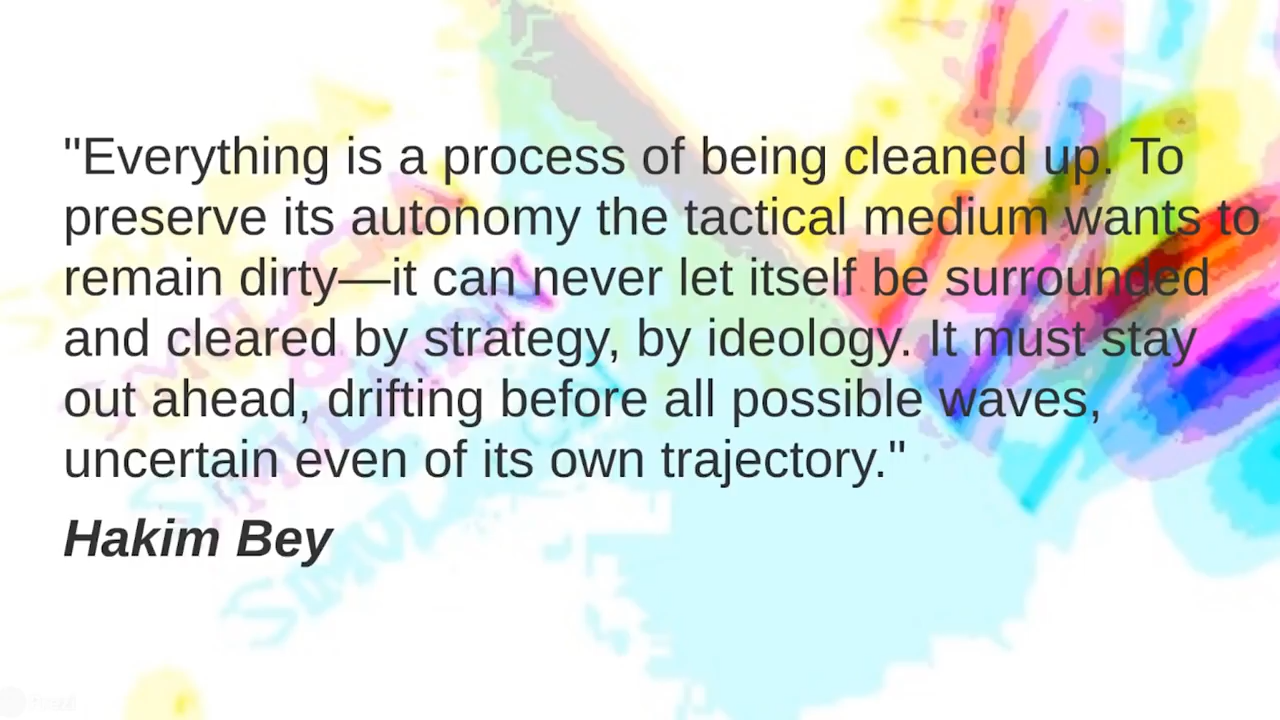 "Everything is a process of being cleaned up. To
preserve its autonomy the tactical medium wants to
remain dirty—it can never let itself be surrounded
and cleared by strategy, by ideology. It must stay
out ahead, drifting before all possible waves,
uncertain even of its own trajectory."
Hakim Bey